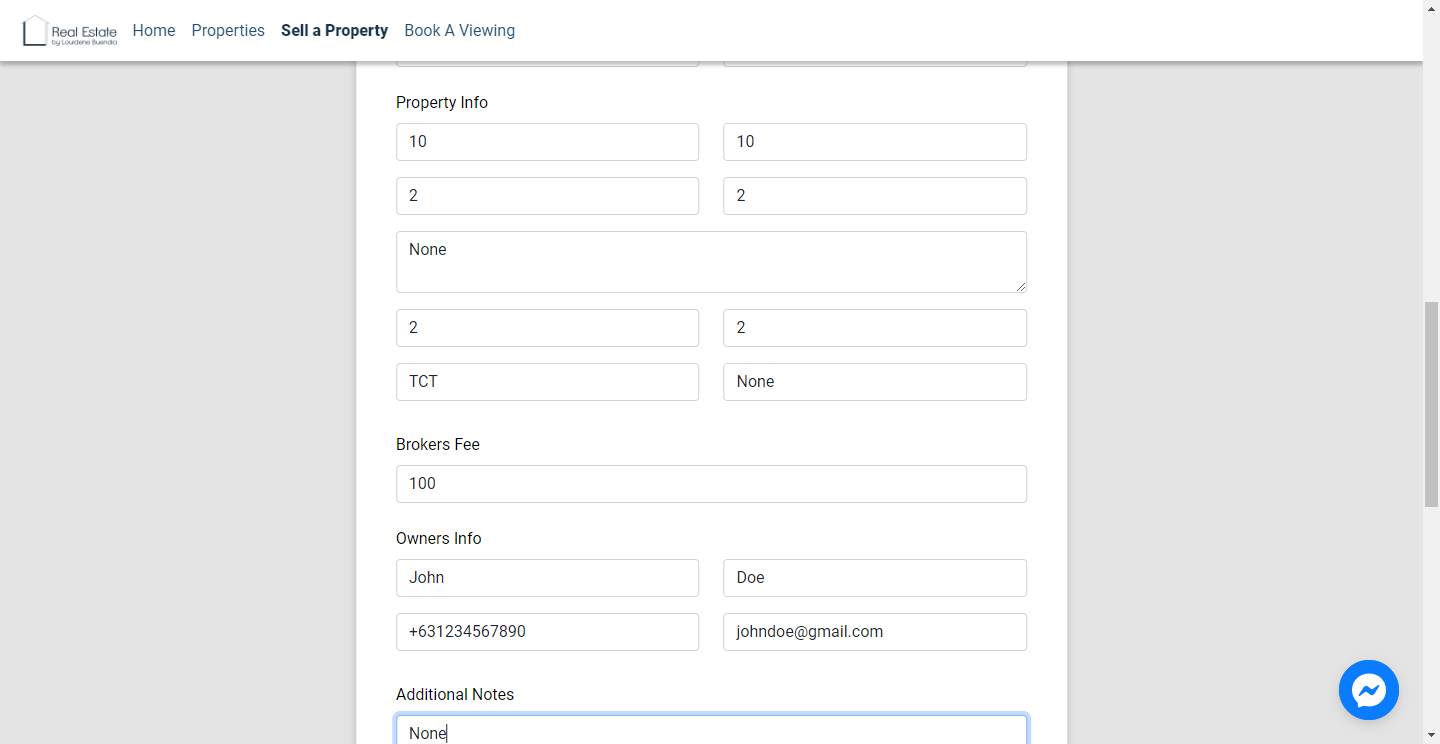 Real Estate
by Lourdene Buendia
Home Properties Sell a Property Book A Viewing
Property Info
10 10
2 2
None
2 2
TCT None
Brokers Fee
100
Owners Info
John Doe
+631234567890 johndoe@gmail.com
Additional Notes
None